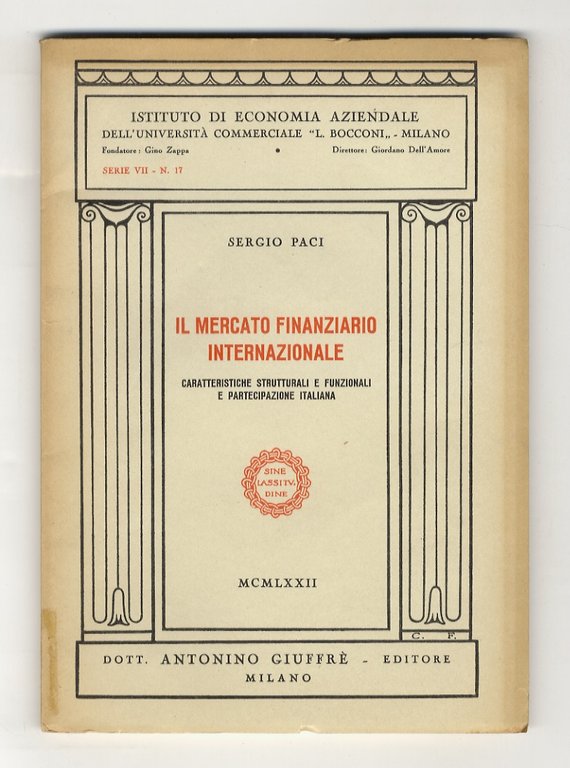 ISTITUTO DI ECONOMIA AZIENDALE
DELL'UNIVERSITÀ COMMERCIALE "L. BOCCONI„ - MILANO
Fondatore: Gino Zappa • Direttore: Giordano Dell'Amore
SERIE VII - N. 17
SERGIO PACI
IL MERCATO FINANZIARIO
INTERNAZIONALE
CARATTERISTICHE STRUTTURALI E FUNZIONALI
E PARTECIPAZIONE ITALIANA
SINE
LASSITV.
DINE
MCMLXXII
C. F.
DOTT. ANTONINO GIUFFRÈ - EDITORE
MILANO